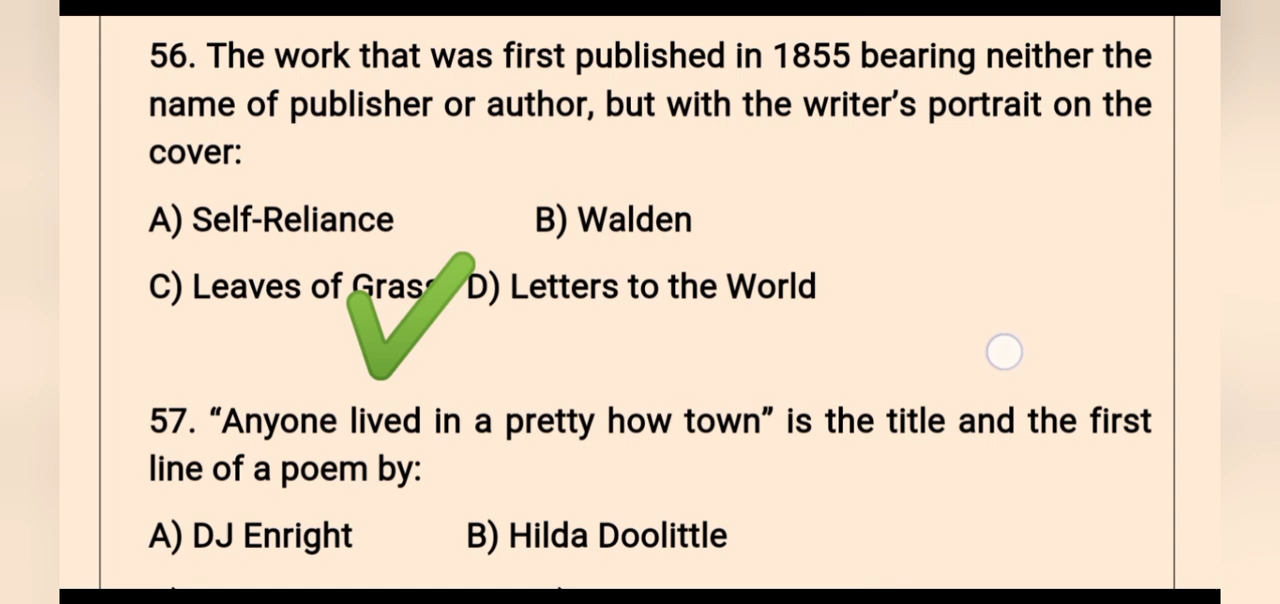 56. The work that was first published in 1855 bearing neither the
name of publisher or author, but with the writer's portrait on the
cover:
A) Self-Reliance B) Walden
C) Leaves of Grass D) Letters to the World
57. “Anyone lived in a pretty how town” is the title and the first
line of a poem by:
A) DJ Enright B) Hilda Doolittle